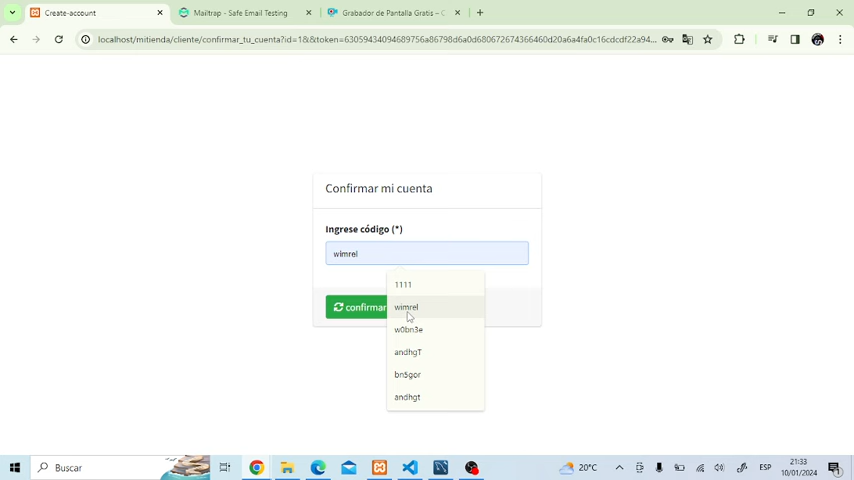 Create-account
Mailtrap - Safe Email Testing
Grabador de Pantalla Gratis – C
localhost/mitienda/cliente/confirmar_tu_cuenta?id=1&&token=63059434094689756a86798d6a0d680672674366460d20a6a4fa0c16cdcdf22a94...
Confirmar mi cuenta
Ingrese código (*)
wimrel
1111
confirmar
wimrel
w0bn3e
andhgT
bn5gor
andhgt
Buscar
20°C
ESP
21:33
10/01/2024